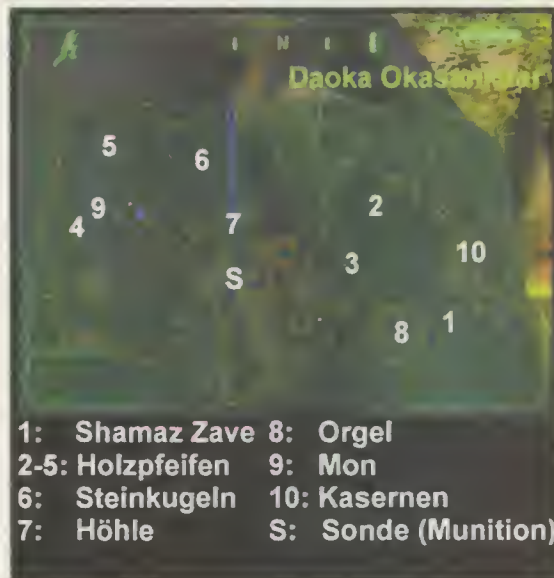 N
5
6
9
4
2
7
3
10
S
8
1
1: Shamaz Zave 8: Orgel
2-5: Holzpfeifen 9: Mon
6: Steinkugeln 10: Kasernen
7: Höhle S: Sonde (Munition)